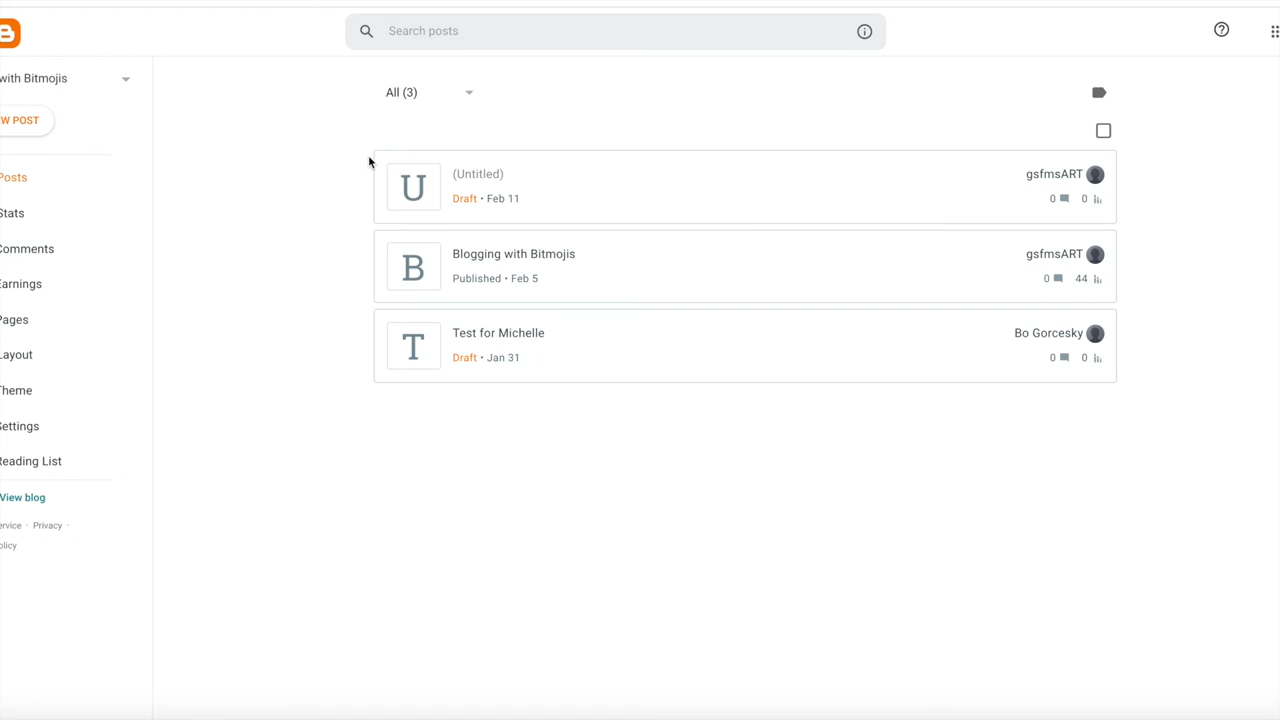 Search posts
with Bitmojis
All (3)
W POST
Posts
Stats
Comments
Earnings
Pages
Layout
Theme
Settings
Reading List
View blog
ervice · Privacy ·
olicy
U
(Untitled)
gsfmsART
Draft • Feb 11
0 0
B
Blogging with Bitmojis
gsfmsART
Published • Feb 5
0 44
T
Test for Michelle
Bo Gorcesky
Draft • Jan 31
0 0